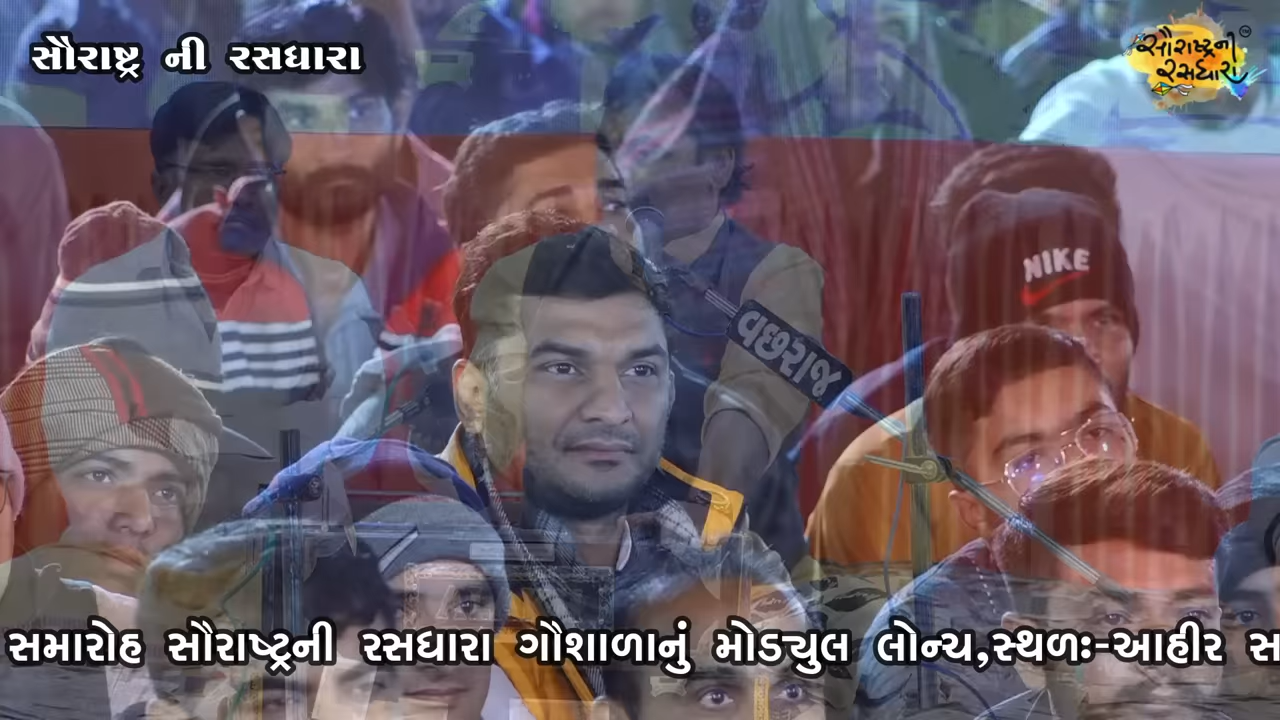 સૌરાષ્ટ્ર ની રસધારા
સૌરાષ્ટ્રની
રસધારા
NIKE
વછરાજ
સમારોહ સૌરાષ્ટ્રની રસધારા ગૌશાળાનું મોડ્યુલ લોન્ચ,સ્થળઃ-આહીર સ